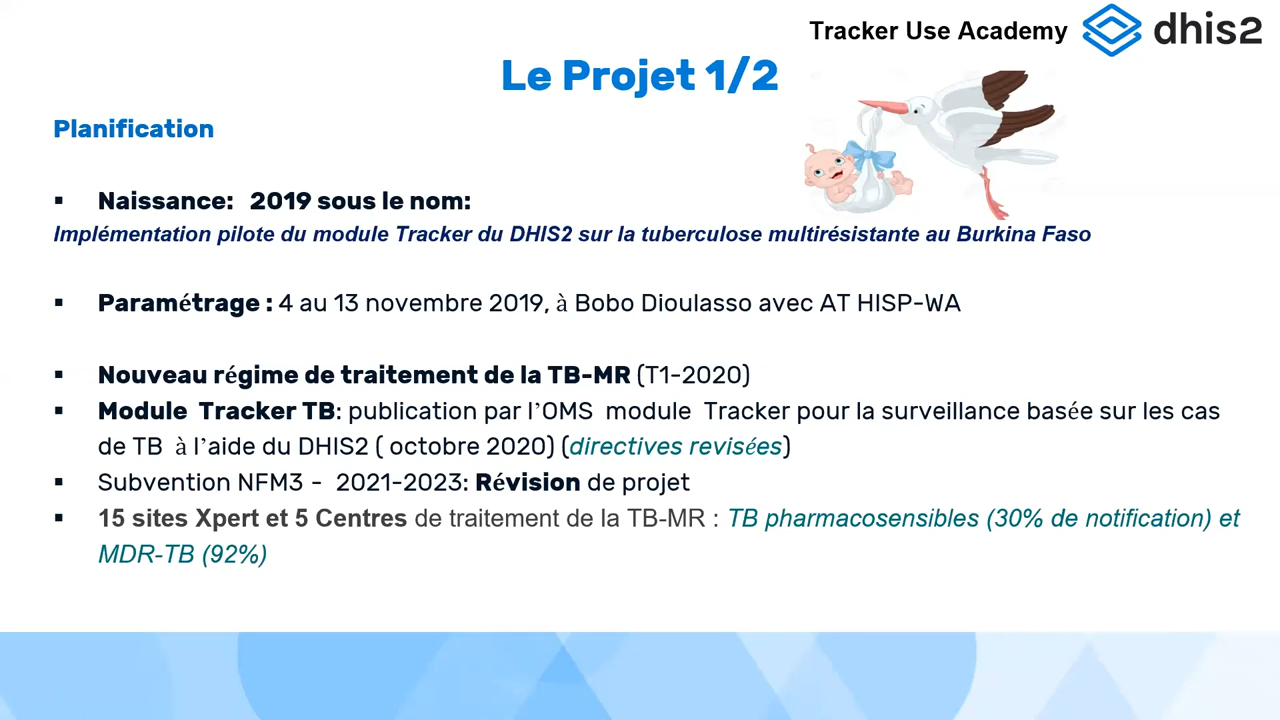 Tracker Use Academy dhis2
Le Projet 1/2
Planification
▪ Naissance: 2019 sous le nom:
Implémentation pilote du module Tracker du DHIS2 sur la tuberculose multirésistante au Burkina Faso
▪ Paramétrage : 4 au 13 novembre 2019, à Bobo Dioulasso avec AT HISP-WA
▪ Nouveau régime de traitement de la TB-MR (T1-2020)
▪ Module Tracker TB: publication par l’OMS module Tracker pour la surveillance basée sur les cas
de TB à l’aide du DHIS2 ( octobre 2020) (directives revisées)
▪ Subvention NFM3 - 2021-2023: Révision de projet
▪ 15 sites Xpert et 5 Centres de traitement de la TB-MR : TB pharmacosensibles (30% de notification) et
MDR-TB (92%)